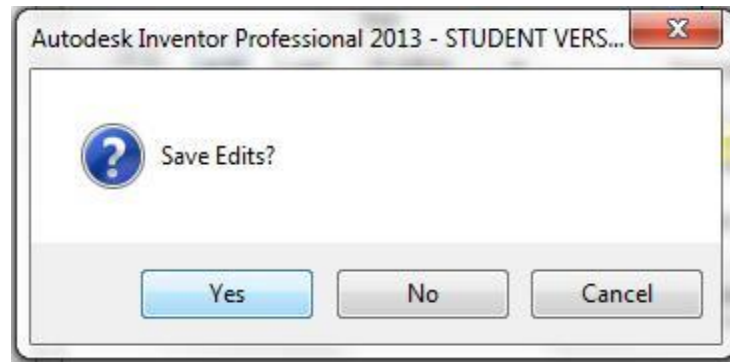 Autodesk Inventor Professional 2013 - STUDENT VERS...
Save Edits?
Yes
No
Cancel